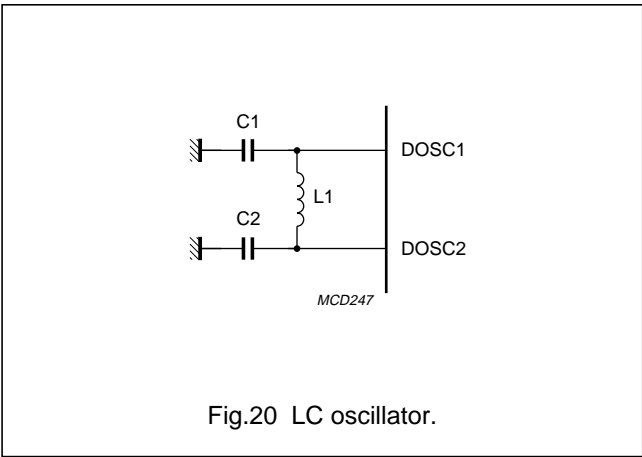 C1
DOSC1
L1
C2
DOSC2
MCD247
Fig.20 LC oscillator.